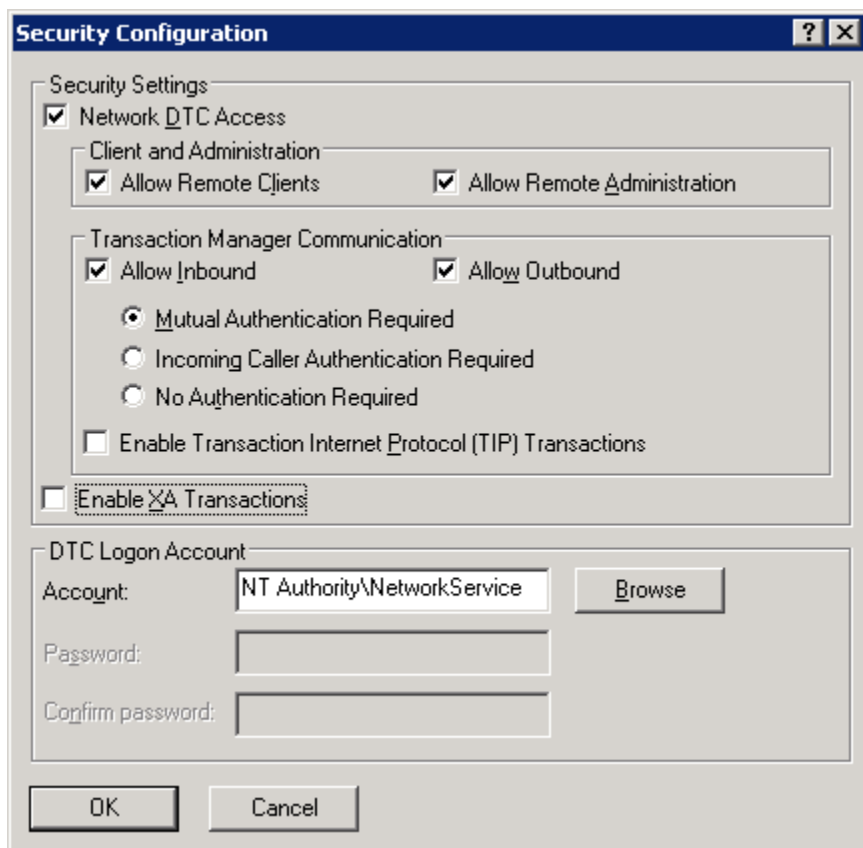 Security Configuration
Security Settings
Network DTC Access
Client and Administration
Allow Remote Clients Allow Remote Administration
Transaction Manager Communication
Allow Inbound Allow Outbound
Mutual Authentication Required
Incoming Caller Authentication Required
No Authentication Required
Enable Transaction Internet Protocol (TIP) Transactions
Enable XA Transactions
DTC Logon Account
Account: NT Authority\NetworkService Browse
Password:
Confirm password:
OK Cancel